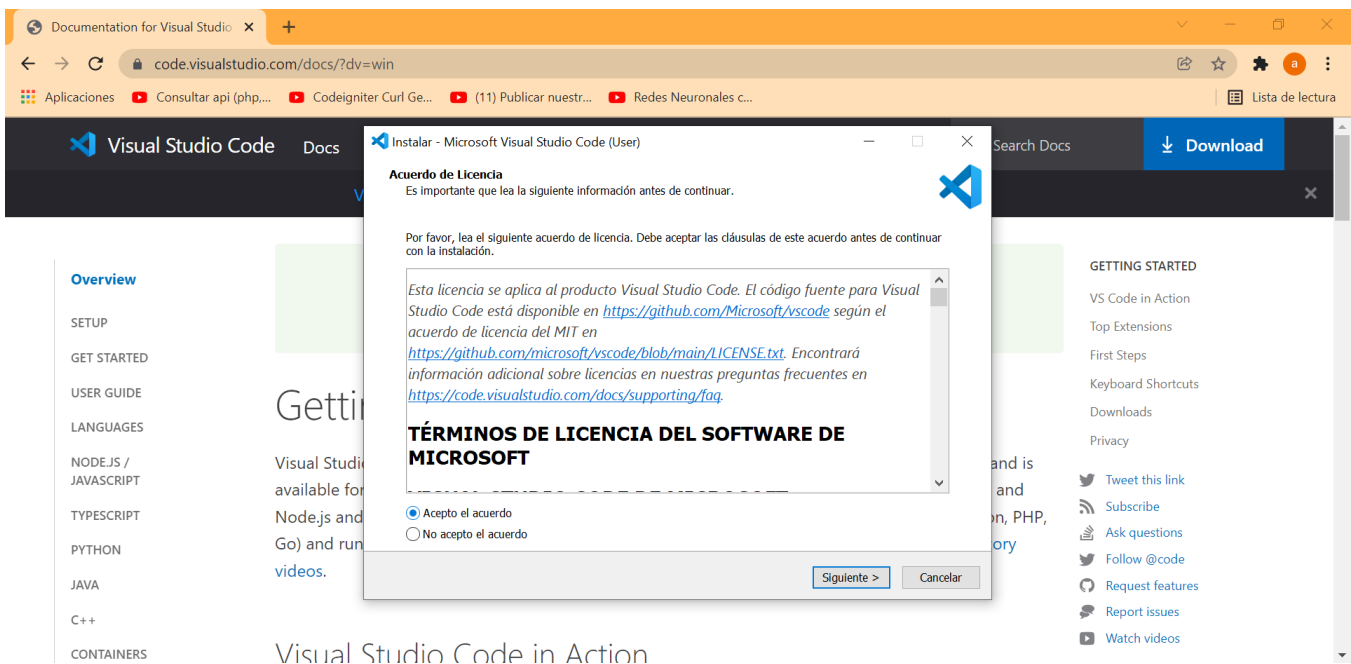 Documentation for Visual Studio
code.visualstudio.com/docs/?dv=win
a
Aplicaciones
Consultar api (php,...
Codeigniter Curl Ge...
(11) Publicar nuestr...
Redes Neuronales c...
Lista de lectura
Visual Studio Code
Docs
Search Docs
Download
V
Instalar - Microsoft Visual Studio Code (User)
Acuerdo de Licencia
Es importante que lea la siguiente información antes de continuar.
Por favor, lea el siguiente acuerdo de licencia. Debe aceptar las cláusulas de este acuerdo antes de continuar
con la instalación.
Esta licencia se aplica al producto Visual Studio Code. El código fuente para Visual
Studio Code está disponible en https://github.com/Microsoft/vscode según el
acuerdo de licencia del MIT en
https://github.com/microsoft/vscode/blob/main/LICENSE.txt. Encontrará
información adicional sobre licencias en nuestras preguntas frecuentes en
https://code.visualstudio.com/docs/supporting/faq.
TÉRMINOS DE LICENCIA DEL SOFTWARE DE
MICROSOFT
Acepto el acuerdo
No acepto el acuerdo
Siguiente >
Cancelar
Overview
SETUP
GET STARTED
USER GUIDE
LANGUAGES
NODE.JS /
JAVASCRIPT
TYPESCRIPT
PYTHON
JAVA
C++
CONTAINERS
Getti
Visual Studi
and is
available for
and
Node.js and
on, PHP,
Go) and run
ory
videos.
Visual Studio Code in Action
GETTING STARTED
VS Code in Action
Top Extensions
First Steps
Keyboard Shortcuts
Downloads
Privacy
Tweet this link
Subscribe
Ask questions
Follow @code
Request features
Report issues
Watch videos